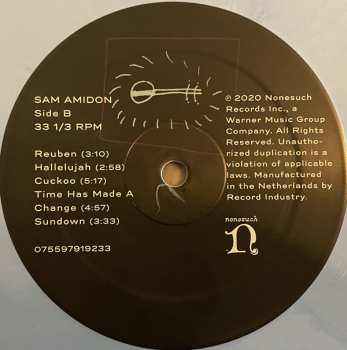 SAM AMIDON
Side B
33 1/3 RPM
Reuben (3:10)
Hallelujah (2:58)
Cuckoo (5:17)
Time Has Made A
Change (4:57)
Sundown (3:33)
075597919233
℗ 2020 Nonesuch
Records Inc., a
Warner Music Group
Company. All Rights
Reserved. Unautho-
rized duplication is a
violation of applicable
laws. Manufactured
in the Netherlands by
Record Industry.
nonesuch
n